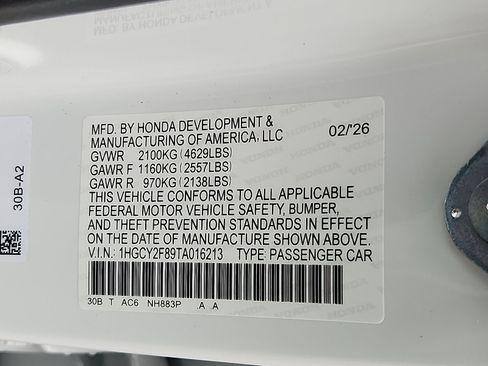 MFD. BY HONDA DEVELOPMENT &
MANUFACTURING OF AMERICA, LLC 02/'26
GVWR 2100KG (4629LBS)
GAWR F 1160KG (2557LBS)
GAWR R 970KG (2138LBS)
THIS VEHICLE CONFORMS TO ALL APPLICABLE
FEDERAL MOTOR VEHICLE SAFETY, BUMPER,
AND THEFT PREVENTION STANDARDS IN EFFECT
ON THE DATE OF MANUFACTURE SHOWN ABOVE.
V.I.N.: 1HGCY2F89TA016213 TYPE: PASSENGER CAR
30B T AC6 NH883P A A
30B-A2